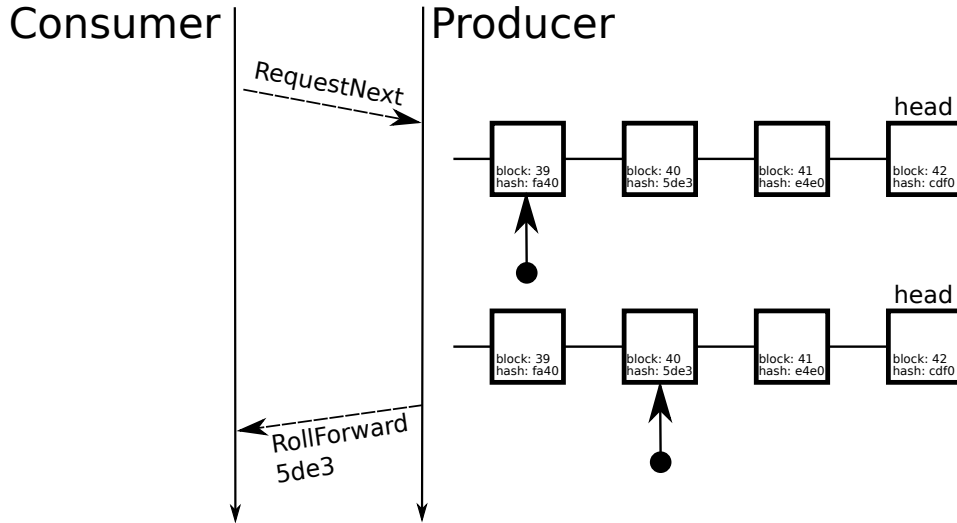 Consumer
Producer
RequestNext
head
block: 39
hash: fa40
block: 40
hash: 5de3
block: 41
hash: e4e0
block: 42
hash: cdf0
head
block: 39
hash: fa40
block: 40
hash: 5de3
block: 41
hash: e4e0
block: 42
hash: cdf0
RollForward
5de3